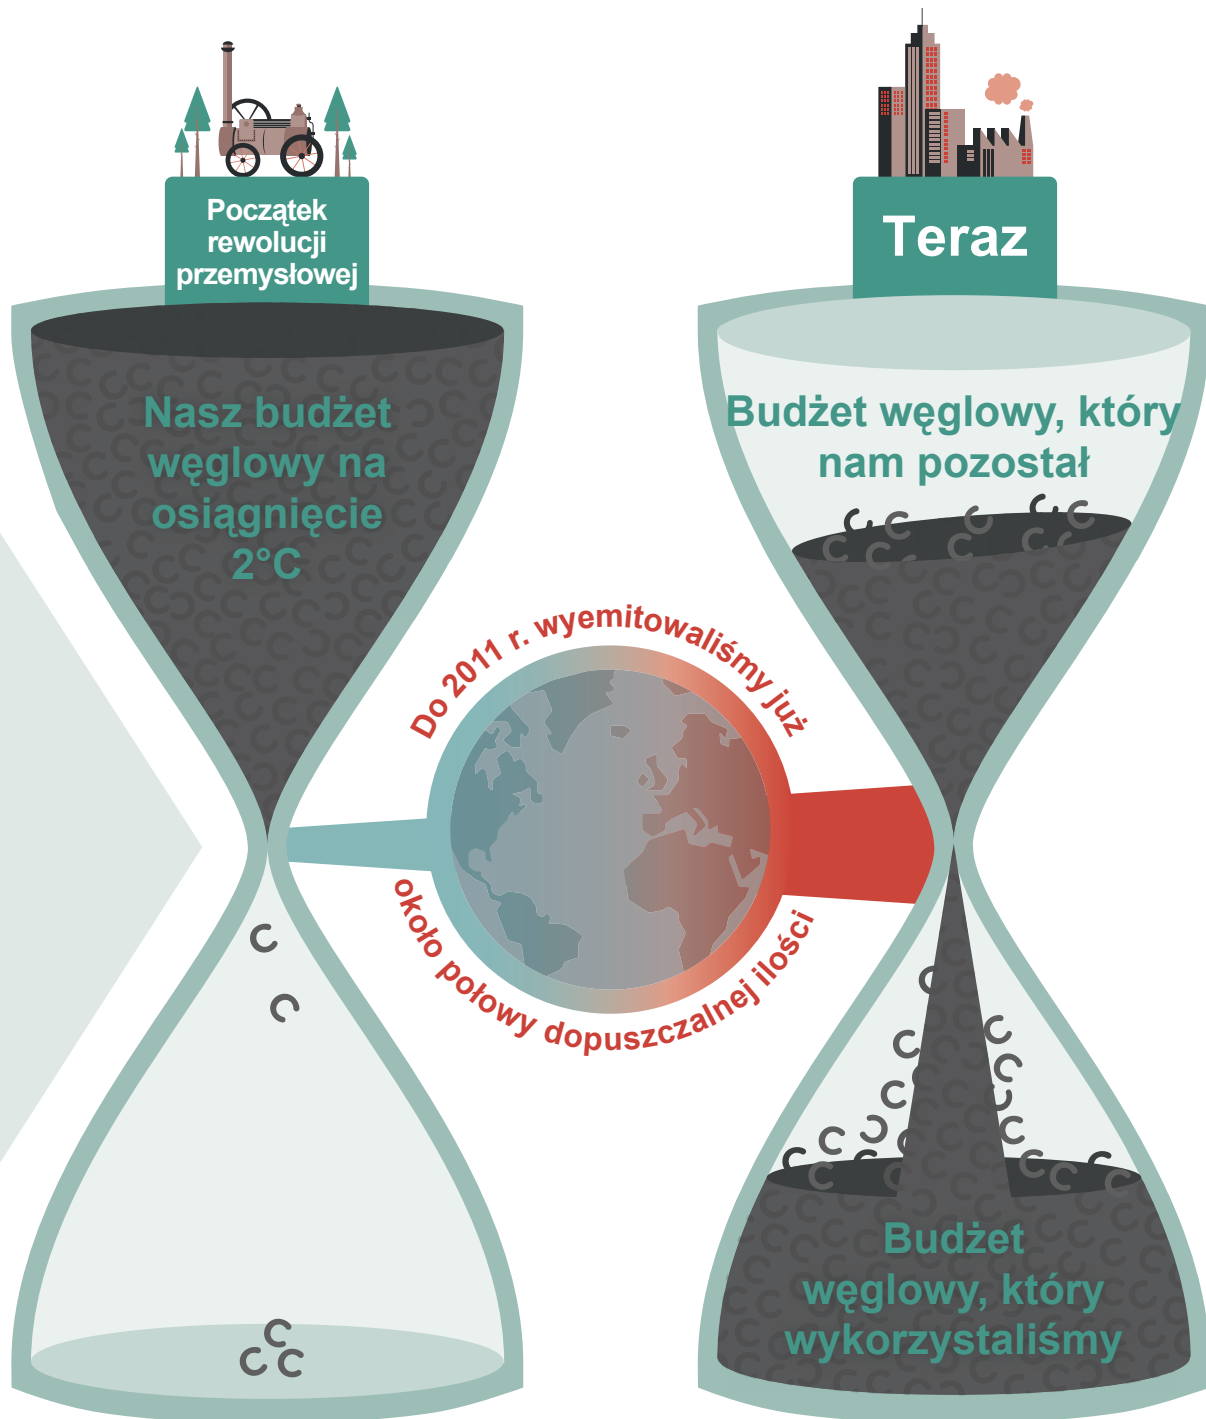 Początek
rewolucji
przemysłowej
Nasz budżet
węglowy na
osiągnięcie
2°C
Do 2011 r. wyemitowaliśmy już
około połowy dopuszczalnej ilości
Teraz
Budżet węglowy, który
nam pozostał
Budżet
węglowy, który
wykorzystaliśmy